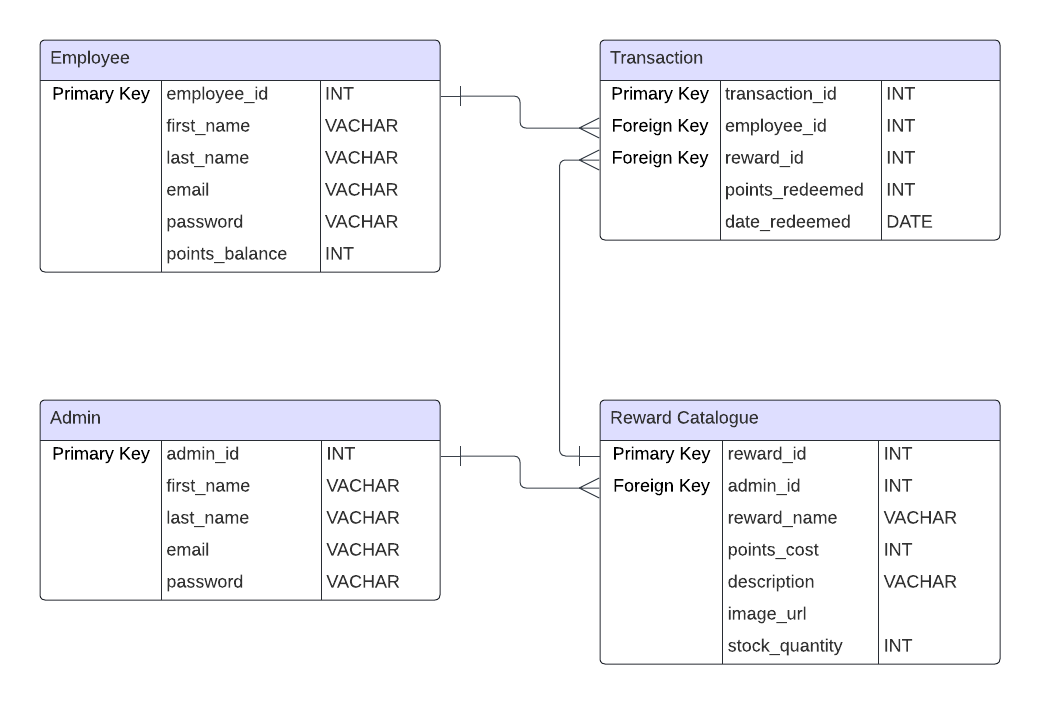 Employee
Primary Key employee_id INT
first_name VACHAR
last_name VACHAR
email VACHAR
password VACHAR
points_balance INT
Transaction
Primary Key transaction_id INT
Foreign Key employee_id INT
Foreign Key reward_id INT
points_redeemed INT
date_redeemed DATE
Admin
Primary Key admin_id INT
first_name VACHAR
last_name VACHAR
email VACHAR
password VACHAR
Reward Catalogue
Primary Key reward_id INT
Foreign Key admin_id INT
reward_name VACHAR
points_cost INT
description VACHAR
image_url
stock_quantity INT